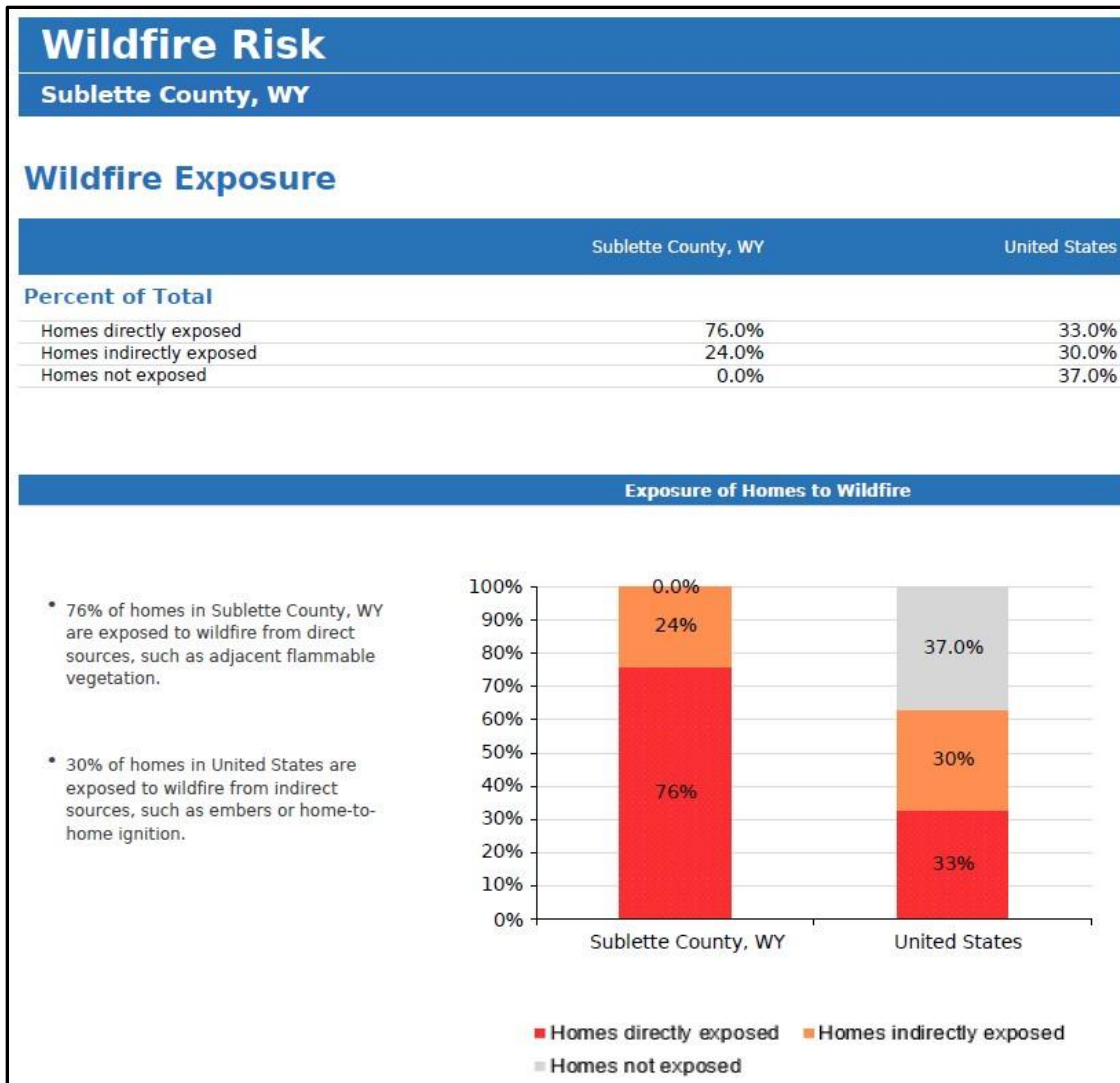 Wildfire Risk
Sublette County, WY
Wildfire Exposure
Sublette County, WY United States
Percent of Total
Homes directly exposed 76.0% 33.0%
Homes indirectly exposed 24.0% 30.0%
Homes not exposed 0.0% 37.0%
Exposure of Homes to Wildfire
• 76% of homes in Sublette County, WY
are exposed to wildfire from direct
sources, such as adjacent flammable
vegetation.
• 30% of homes in United States are
exposed to wildfire from indirect
sources, such as embers or home-to-
home ignition.
100%
90%
80%
70%
60%
50%
40%
30%
20%
10%
0%
0.0%
24%
76%
37.0%
30%
33%
Sublette County, WY United States
Homes directly exposed Homes indirectly exposed
Homes not exposed